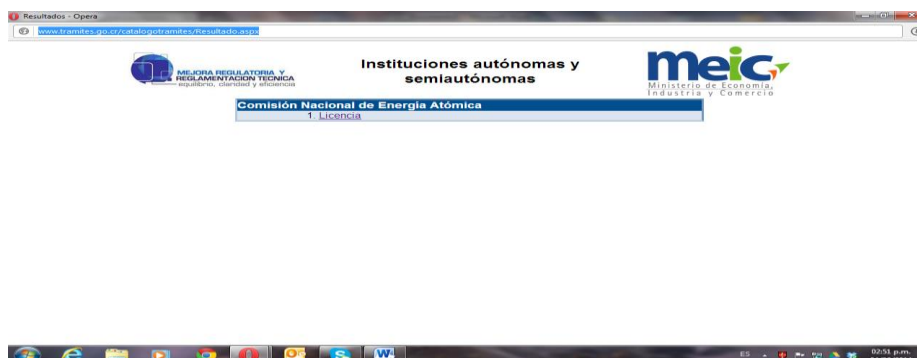 Resultados - Opera
www.tramites.go.cr/catalogotramites/Resultado.aspx
MEJORA REGULATORIA Y
REGLAMENTACION TECNICA
equilibrio, claridad y eficiencia
Instituciones autónomas y
semiautónomas
meic
Ministerio de Economía,
Industria y Comercio
Comisión Nacional de Energía Atómica
1. Licencia
ES
02:51 p.m.